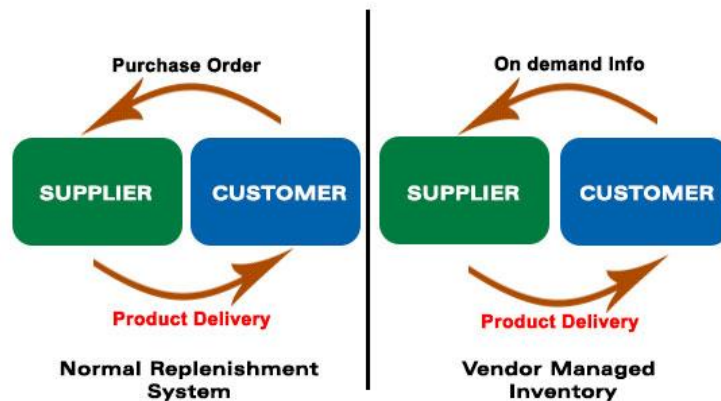 Purchase Order
SUPPLIER
CUSTOMER
Product Delivery
Normal Replenishment
System
On demand Info
SUPPLIER
CUSTOMER
Product Delivery
Vendor Managed
Inventory